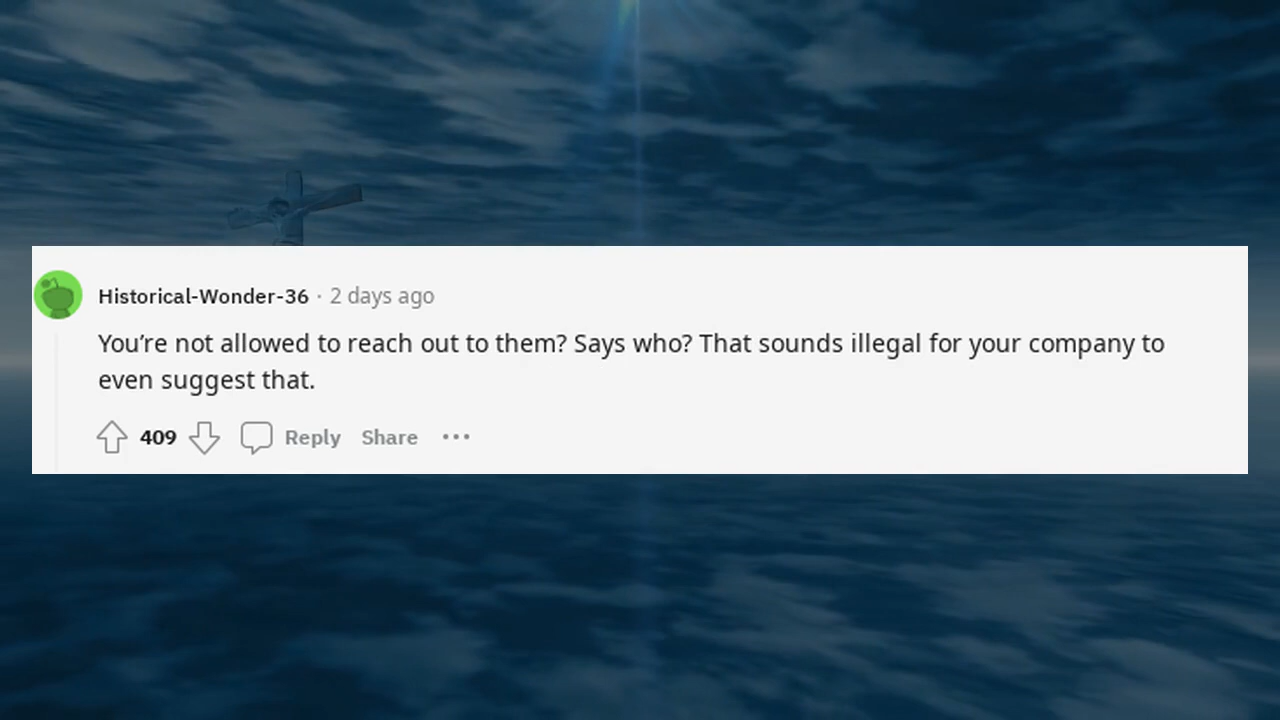 Historical-Wonder-36 · 2 days ago
You’re not allowed to reach out to them? Says who? That sounds illegal for your company to
even suggest that.
409 Reply Share